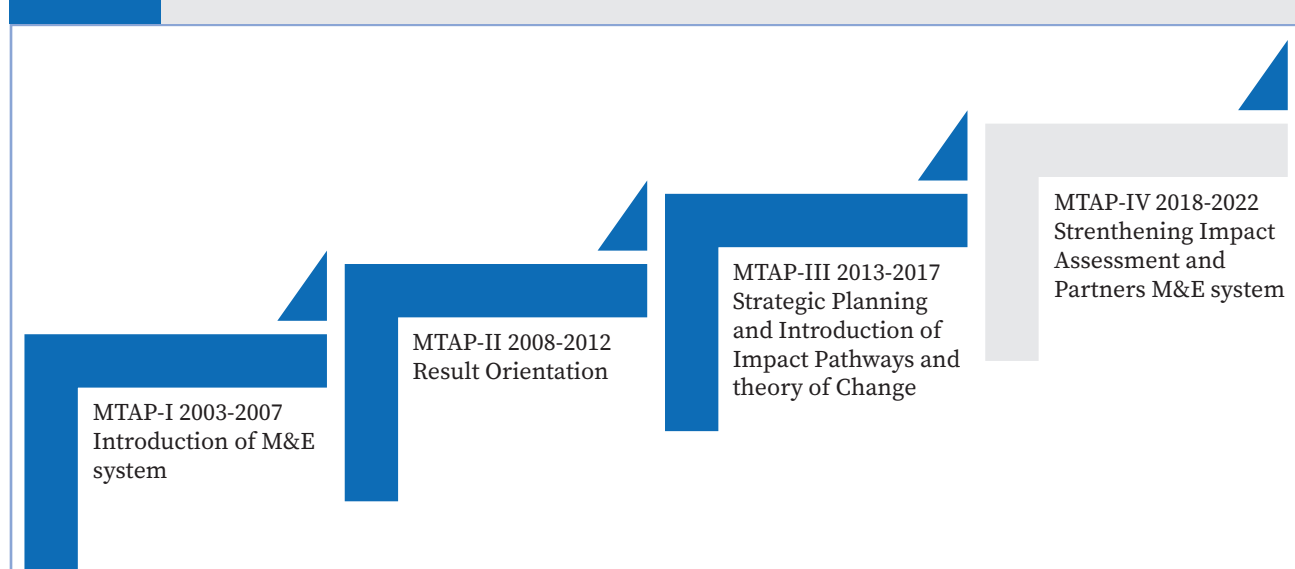 MTAP-I 2003-2007
Introduction of M&E
system
MTAP-II 2008-2012
Result Orientation
MTAP-III 2013-2017
Strategic Planning
and Introduction of
Impact Pathways and
theory of Change
MTAP-IV 2018-2022
Strenthening Impact
Assessment and
Partners M&E system